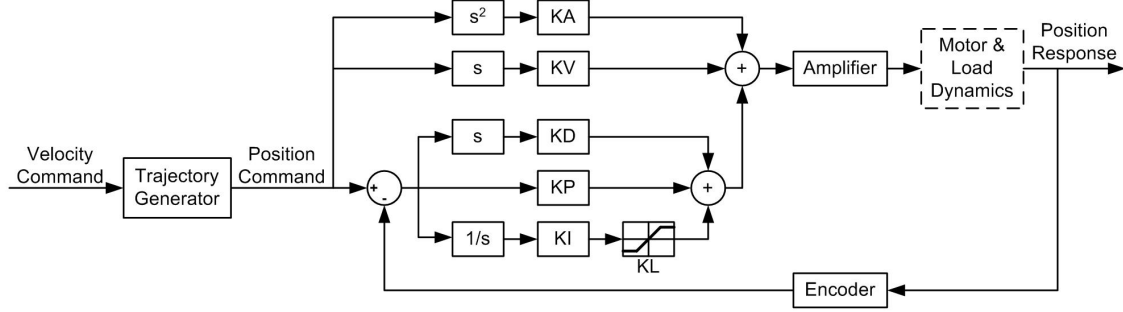 s²
KA
s
KV
+
Amplifier
Motor &
Load
Dynamics
Position
Response
Velocity
Command
Trajectory
Generator
Position
Command
+
-
s
KD
KP
+
1/s
KI
KL
Encoder